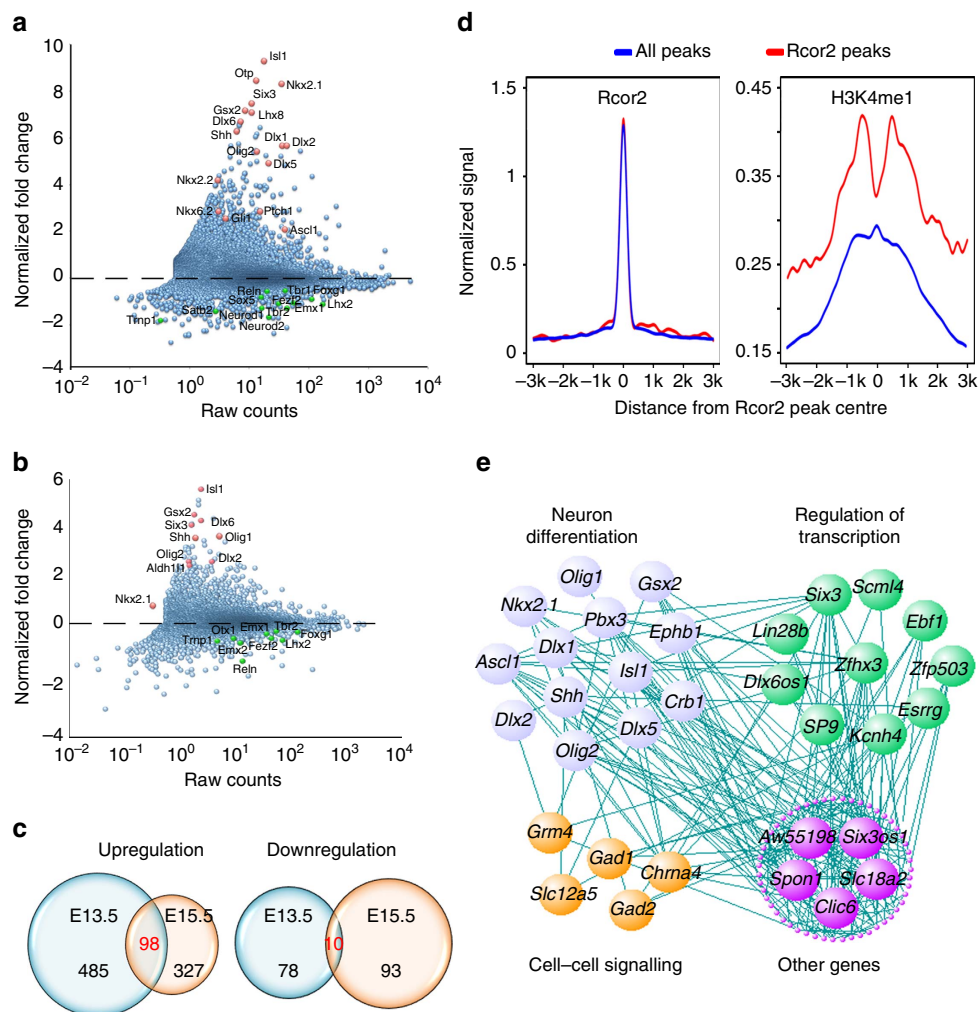 a
Normalized fold change
10
8
6
4
2
0
−2
−4
Isl1
Otp
Nkx2.1
Six3
Gsx2
Lhx8
Dlx6
Shh
Dlx1
Dlx2
Olig2
Dlx5
Nkx2.2
Nkx6.2
Gli1
Ptch1
Ascl1
Reln
Tbr1
Foxg1
Sox5
Fezf2
Lhx2
Satb2
Neurod1
Tbr2
Emx1
Trnp1
Neurod2
10−2
10−1
100
101
102
103
104
Raw counts
b
Normalized fold change
6
4
2
0
−2
−4
Isl1
Gsx2
Dlx6
Six3
Shh
Olig1
Olig2
Dlx2
Aldh1l1
Nkx2.1
Otx1
Emx1
Tbr2
Foxg1
Trnp1
Emx2
Fezf2
Lhx2
Reln
10−2
10−1
100
101
102
103
104
Raw counts
c
Upregulation
E13.5
E15.5
98
485
327
Downregulation
E13.5
E15.5
10
78
93
d
All peaks
Rcor2 peaks
Normalized signal
1.5
1
0.5
0
Rcor2
−3k
−2k
−1k
0
1k
2k
3k
0.45
0.35
0.25
0.15
H3K4me1
−3k
−2k
−1k
0
1k
2k
3k
Distance from Rcor2 peak centre
e
Neuron
differentiation
Regulation of
transcription
Olig1
Gsx2
Nkx2.1
Pbx3
Ephb1
Dlx1
Ascl1
Isl1
Shh
Crb1
Dlx2
Dlx5
Olig2
Six3
Scml4
Ebf1
Lin28b
Zfhx3
Zfp503
Dlx6os1
Esrrg
SP9
Kcnh4
Grm4
Gad1
Chrna4
Slc12a5
Gad2
Aw55198
Six3os1
Spon1
Slc18a2
Clic6
Cell–cell signalling
Other genes